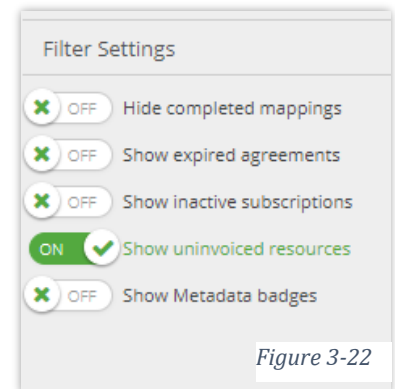 Filter Settings
OFF Hide completed mappings
OFF Show expired agreements
OFF Show inactive subscriptions
ON Show uninvoiced resources
OFF Show Metadata badges
Figure 3-22